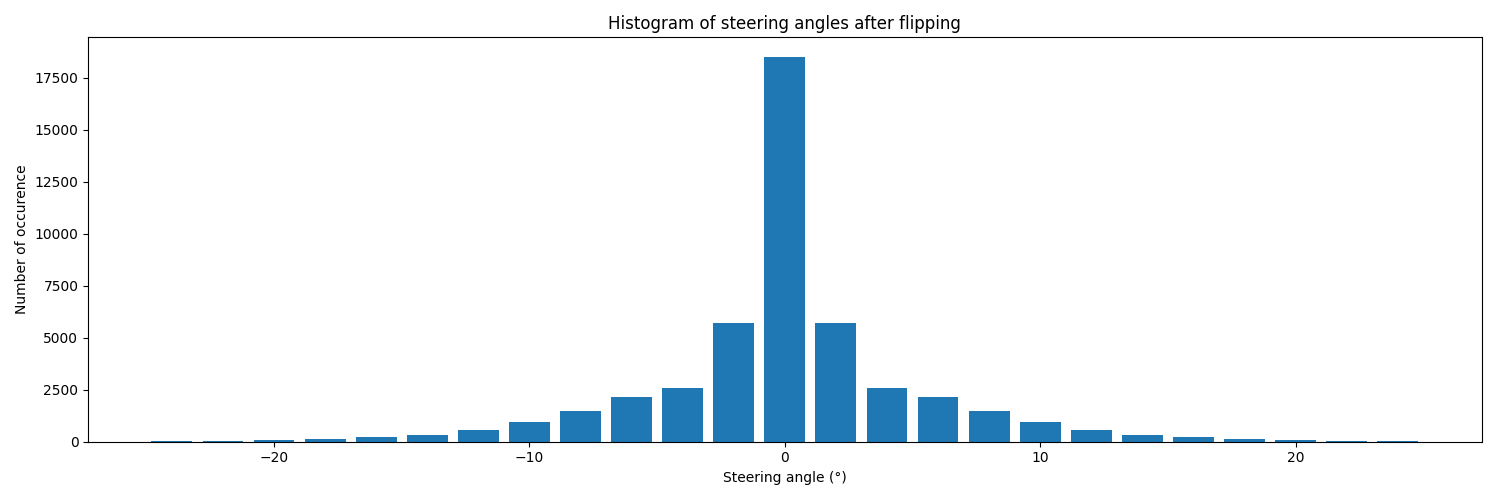 Histogram of steering angles after flipping
17500
15000
12500
10000
7500
5000
2500
0
Number of occurence
−20 −10 0 10 20
Steering angle (°)